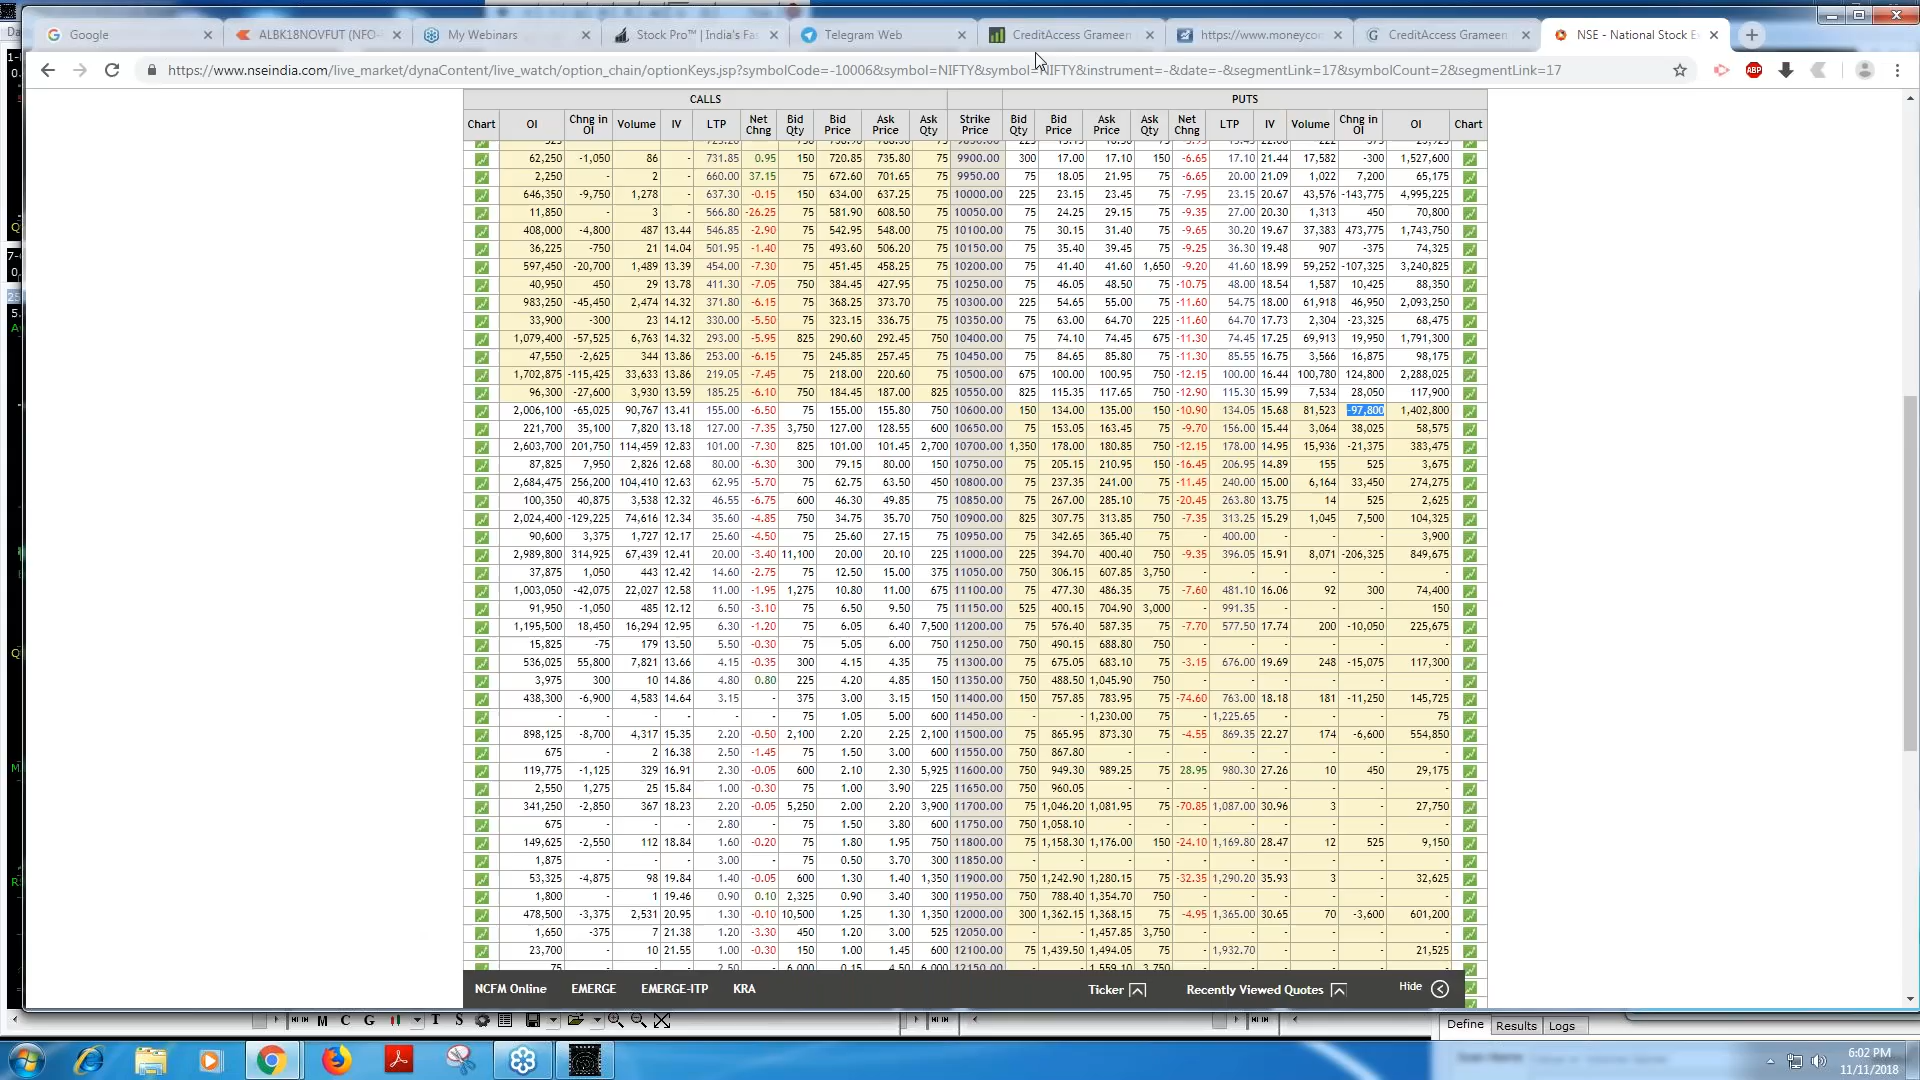 Google
ALBK18NOVFUT (NFO-
My Webinars
Stock Pro™ | India's Fas
Telegram Web
CreditAccess Grameen
https://www.moneycon
CreditAccess Grameen
NSE - National Stock E
https://www.nseindia.com/live_market/dynaContent/live_watch/option_chain/optionKeys.jsp?symbolCode=-10006&symbol=NIFTY&symbol=NIFTY&instrument=-&date=-&segmentLink=17&symbolCount=2&segmentLink=17
ABP
CALLS PUTS
Chart OI Chng in OI Volume IV LTP Net Chng Bid Qty Bid Price Ask Price Ask Qty Strike Price Bid Qty Bid Price Ask Price Ask Qty Net Chng LTP IV Volume Chng in OI OI Chart
62,250 -1,050 86 - 731.85 0.95 150 720.85 735.80 75 9900.00 300 17.00 17.10 150 -6.65 17.10 21.44 17,582 -300 1,527,600
2,250 - 2 - 660.00 37.15 75 672.60 701.65 75 9950.00 75 18.05 21.95 75 -6.65 20.00 21.09 1,022 7,200 65,175
646,350 -9,750 1,278 - 637.30 -0.15 150 634.00 637.25 75 10000.00 225 23.15 23.45 75 -7.95 23.15 20.67 43,576 -143,775 4,995,225
11,850 - 3 - 566.80 -26.25 75 581.90 608.50 75 10050.00 75 24.25 29.15 75 -9.35 27.00 20.30 1,313 450 70,800
408,000 -4,800 487 13.44 546.85 -2.90 75 542.95 548.00 75 10100.00 75 30.15 31.40 75 -9.65 30.20 19.67 37,383 473,775 1,743,750
36,225 -750 21 14.04 501.95 -1.40 75 493.60 506.20 75 10150.00 75 35.40 39.45 75 -9.25 36.30 19.48 907 -375 74,325
597,450 -20,700 1,489 13.39 454.00 -7.30 75 451.45 458.25 75 10200.00 75 41.40 41.60 1,650 -9.20 41.60 18.99 59,252 -107,325 3,240,825
40,950 450 29 13.78 411.30 -7.05 750 384.45 427.95 75 10250.00 75 46.05 48.50 75 -10.75 48.00 18.54 1,587 10,425 88,350
983,250 -45,450 2,474 14.32 371.80 -6.15 75 368.25 373.70 75 10300.00 225 54.65 55.00 75 -11.60 54.75 18.00 61,918 46,950 2,093,250
33,900 -300 23 14.12 330.00 -5.50 75 323.15 336.75 75 10350.00 75 63.00 64.70 225 -11.60 64.70 17.73 2,304 -23,325 68,475
1,079,400 -57,525 6,763 14.32 293.00 -5.95 825 290.60 292.45 750 10400.00 75 74.10 74.45 675 -11.30 74.45 17.25 69,913 19,950 1,791,300
47,550 -2,625 344 13.86 253.00 -6.15 75 245.85 257.45 75 10450.00 75 84.65 85.80 750 -11.30 85.55 16.75 3,566 16,875 98,175
1,702,875 -115,425 33,633 13.86 219.05 -7.45 75 218.00 220.60 75 10500.00 675 100.00 100.95 750 -12.15 100.00 16.44 100,780 124,800 2,288,025
96,300 -27,600 3,930 13.59 185.25 -6.10 750 184.45 187.00 825 10550.00 825 115.35 117.65 750 -12.90 115.30 15.99 7,534 28,050 117,900
2,006,100 -65,025 90,767 13.41 155.00 -6.50 75 155.00 155.80 750 10600.00 150 134.00 135.00 150 -10.90 134.05 15.68 81,523 -97,800 1,402,800
221,700 35,100 7,820 13.18 127.00 -7.35 3,750 127.00 128.55 600 10650.00 75 153.05 163.45 75 -9.70 156.00 15.44 3,064 38,025 58,575
2,603,700 201,750 114,459 12.83 101.00 -7.30 825 101.00 101.45 2,700 10700.00 1,350 178.00 180.85 750 -12.15 178.00 14.95 15,936 -21,375 383,475
87,825 7,950 2,826 12.68 80.00 -6.30 300 79.15 80.00 150 10750.00 75 205.15 210.95 150 -16.45 206.95 14.89 155 525 3,675
2,684,475 256,200 104,410 12.63 62.95 -5.70 75 62.75 63.50 450 10800.00 75 237.35 241.00 75 -11.45 240.00 15.00 6,164 33,450 274,275
100,350 40,875 3,538 12.32 46.55 -6.75 600 46.30 49.85 75 10850.00 75 267.00 285.10 75 -20.45 263.80 13.75 14 525 2,625
2,024,400 -129,225 74,616 12.34 35.60 -4.85 750 34.75 35.70 750 10900.00 825 307.75 313.85 750 -7.35 313.25 15.29 1,045 7,500 104,325
90,600 3,375 1,727 12.17 25.60 -4.50 75 25.60 27.15 75 10950.00 75 342.65 365.40 75 - 400.00 - - - 3,900
2,989,800 314,925 67,439 12.41 20.00 -3.40 11,100 20.00 20.10 225 11000.00 225 394.70 400.40 750 -9.35 396.05 15.91 8,071 -206,325 849,675
37,875 1,050 443 12.42 14.60 -2.75 75 12.50 15.00 375 11050.00 750 306.15 607.85 3,750 - - - - - -
1,003,050 -42,075 22,027 12.58 11.00 -1.95 1,275 10.80 11.00 675 11100.00 75 477.30 486.35 75 -7.60 481.10 16.06 92 300 74,400
91,950 -1,050 485 12.12 6.50 -3.10 75 6.50 9.50 75 11150.00 525 400.15 704.90 3,000 - 991.35 - - - 150
1,195,500 18,450 16,294 12.95 6.30 -1.20 75 6.05 6.40 7,500 11200.00 75 576.40 587.35 75 -7.70 577.50 17.74 200 -10,050 225,675
15,825 -75 179 13.50 5.50 -0.30 75 5.05 6.00 750 11250.00 750 490.15 688.80 750 - - - - - -
536,025 55,800 7,821 13.66 4.15 -0.35 300 4.15 4.35 75 11300.00 75 675.05 683.10 75 -3.15 676.00 19.69 248 -15,075 117,300
3,975 300 10 14.86 4.80 0.80 225 4.20 4.85 150 11350.00 750 488.50 1,045.90 750 - - - - - -
438,300 -6,900 4,583 14.64 3.15 - 375 3.00 3.15 150 11400.00 150 757.85 783.95 75 -74.60 763.00 18.18 181 -11,250 145,725
- - - - - - 75 1.05 5.00 600 11450.00 - - 1,230.00 75 - 1,225.65 - - - 75
898,125 -8,700 4,317 15.35 2.20 -0.50 2,100 2.20 2.25 2,100 11500.00 75 865.95 873.30 75 -4.55 869.35 22.27 174 -6,600 554,850
675 - 2 16.38 2.50 -1.45 75 1.50 3.00 600 11550.00 750 867.80 - - - - - - - -
119,775 -1,125 329 16.91 2.30 -0.05 600 2.10 2.30 5,925 11600.00 750 949.30 989.25 75 28.95 980.30 27.26 10 450 29,175
2,550 1,275 25 15.84 1.00 -0.30 75 1.00 3.90 225 11650.00 750 960.05 - - - - - - - -
341,250 -2,850 367 18.23 2.20 -0.05 5,250 2.00 2.20 3,900 11700.00 75 1,046.20 1,081.95 75 -70.85 1,087.00 30.96 3 - 27,750
675 - - - 2.80 - 75 1.50 3.80 600 11750.00 750 1,058.10 - - - - - - - -
149,625 -2,550 112 18.84 1.60 -0.20 75 1.80 1.95 750 11800.00 75 1,158.30 1,176.00 150 -24.10 1,169.80 28.47 12 525 9,150
1,875 - - - 3.00 - 75 0.50 3.70 300 11850.00 - - - - - - - - - -
53,325 -4,875 98 19.84 1.40 -0.05 600 1.30 1.40 1,350 11900.00 750 1,242.90 1,280.15 75 -32.35 1,290.20 35.93 3 - 32,625
1,800 - 1 19.46 0.90 0.10 2,325 0.90 3.40 300 11950.00 750 788.40 1,354.70 750 - - - - - -
478,500 -3,375 2,531 20.95 1.30 -0.10 10,500 1.25 1.30 1,350 12000.00 300 1,362.15 1,368.15 75 -4.95 1,365.00 30.65 70 -3,600 601,200
1,650 -375 7 21.38 1.20 -3.30 450 1.20 3.00 525 12050.00 - - 1,457.85 3,750 - - - - - -
23,700 - 10 21.55 1.00 -0.30 150 1.00 1.45 600 12100.00 75 1,439.50 1,494.05 75 - 1,932.70 - - - 21,525
NCFM Online EMERGE EMERGE-ITP KRA Ticker Recently Viewed Quotes Hide
M C G T S
Define Results Logs
6:02 PM
11/11/2018